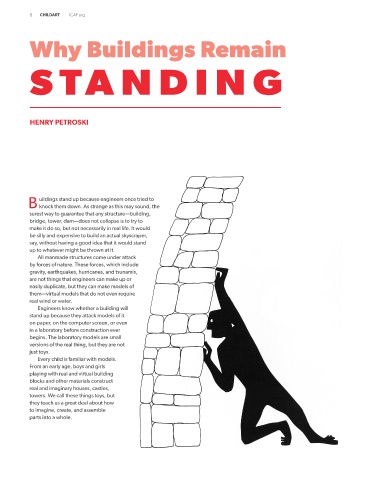 8 CHILDART ICAF.org
Why Buildings Remain
STANDING
HENRY PETROSKI
Buildings stand up because engineers once tried to
knock them down. As strange as this may sound, the
surest way to guarantee that any structure—building,
bridge, tower, dam—does not collapse is to try to
make it do so, but not necessarily in real life. It would
be silly and expensive to build an actual skyscraper,
say, without having a good idea that it would stand
up to whatever might be thrown at it.
All manmade structures come under attack
by forces of nature. These forces, which include
gravity, earthquakes, hurricanes, and tsunamis,
are not things that engineers can make up or
easily duplicate, but they can make models of
them—virtual models that do not even require
real wind or water.
Engineers know whether a building will
stand up because they attack models of it
on paper, on the computer screen, or even
in a laboratory before construction ever
begins. The laboratory models are small
versions of the real thing, but they are not
just toys.
Every child is familiar with models.
From an early age, boys and girls
playing with real and virtual building
blocks and other materials construct
real and imaginary houses, castles,
towers. We call these things toys, but
they teach us a great deal about how
to imagine, create, and assemble
parts into a whole.